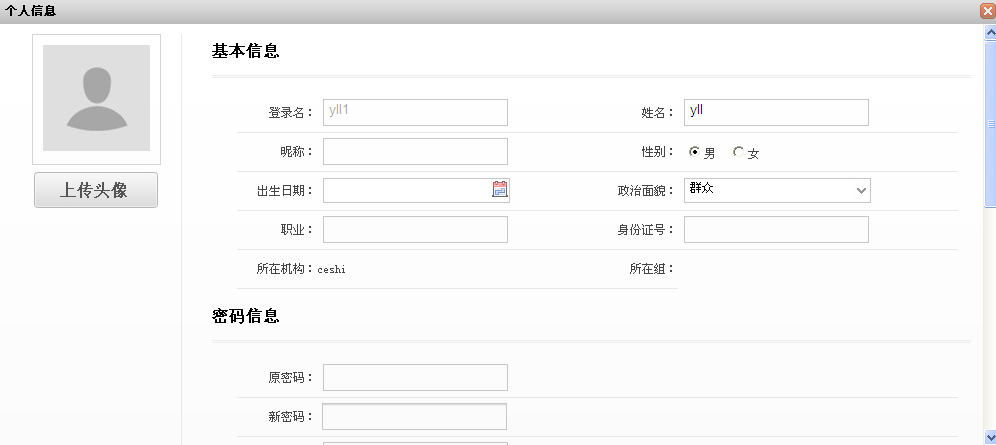 个人信息
上传头像
基本信息
登录名： yll1 姓名： yll
昵称： 性别： 男 女
出生日期： 政治面貌： 群众
职业： 身份证号：
所在机构：ceshi 所在组：
密码信息
原密码：
新密码：